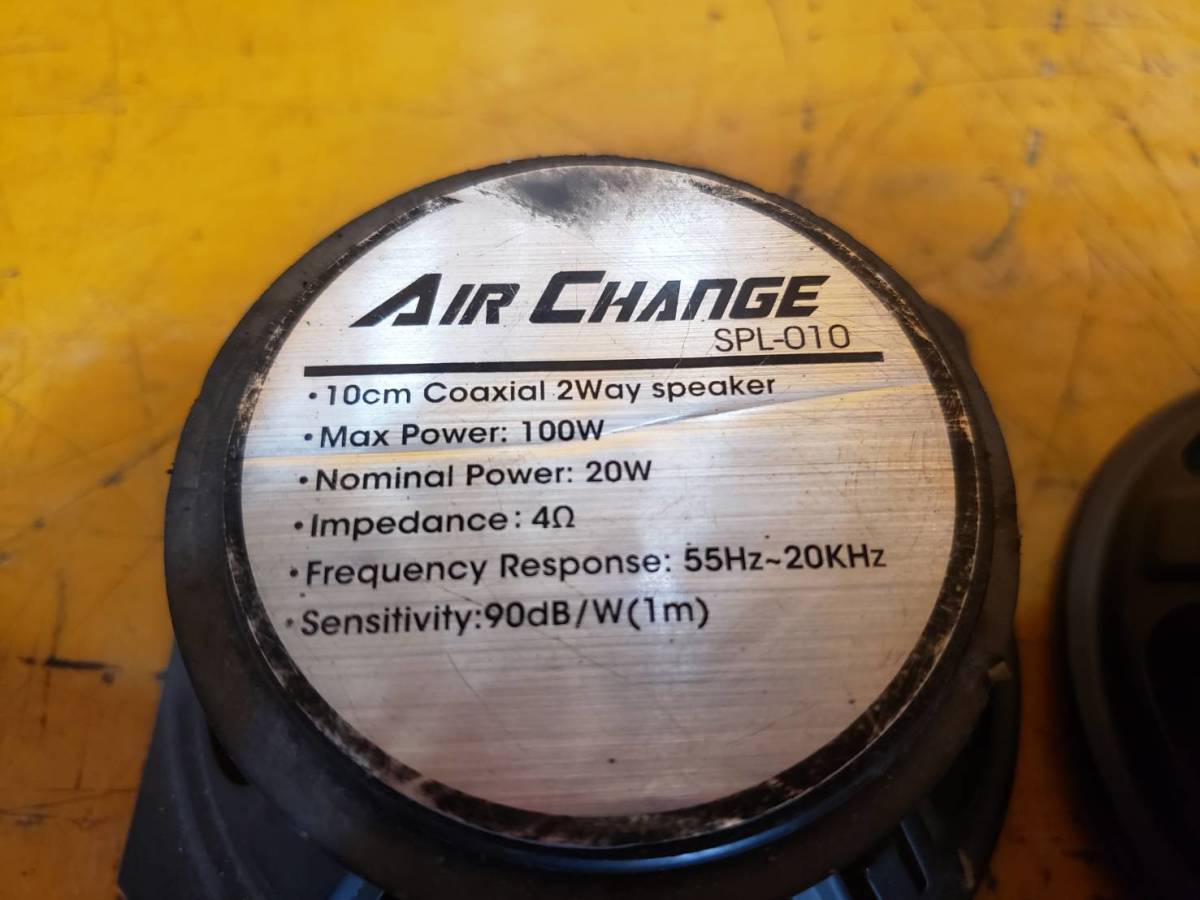 AIR CHANGE
SPL-010
·10cm Coaxial 2Way speaker
·Max Power: 100W
·Nominal Power: 20W
·Impedance: 4Ω
·Frequency Response: 55Hz~20KHz
·Sensitivity:90dB/W(1m)